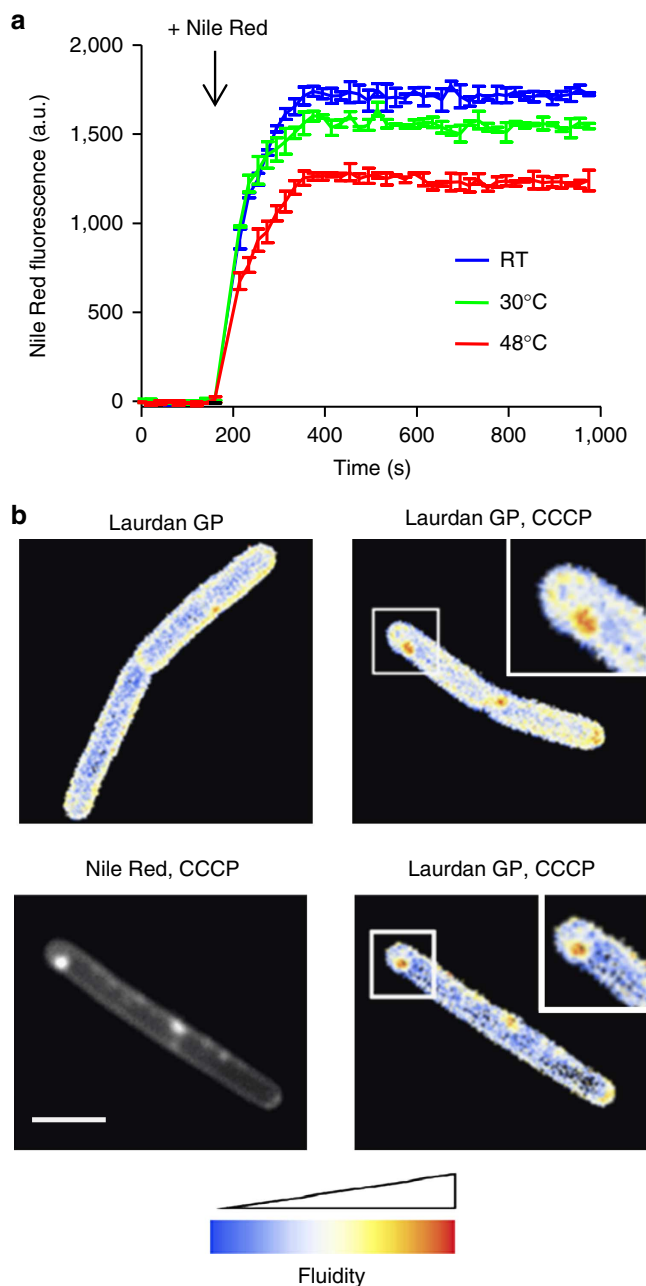 a
+ Nile Red
2,000
1,500
1,000
500
0
Nile Red fluorescence (a.u.)
RT
30°C
48°C
0 200 400 600 800 1,000
Time (s)
b
Laurdan GP
Laurdan GP, CCCP
Nile Red, CCCP
Laurdan GP, CCCP
Fluidity